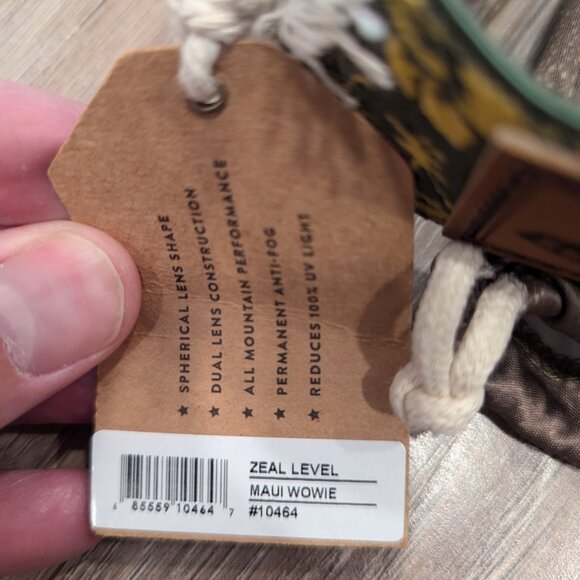 ★ SPHERICAL LENS SHAPE
★ DUAL LENS CONSTRUCTION
★ ALL MOUNTAIN PERFORMANCE
★ PERMANENT ANTI-FOG
★ REDUCES 100% UV LIGHT
ZEAL LEVEL
MAUI WOWIE
#10464
6 85559 10464 7